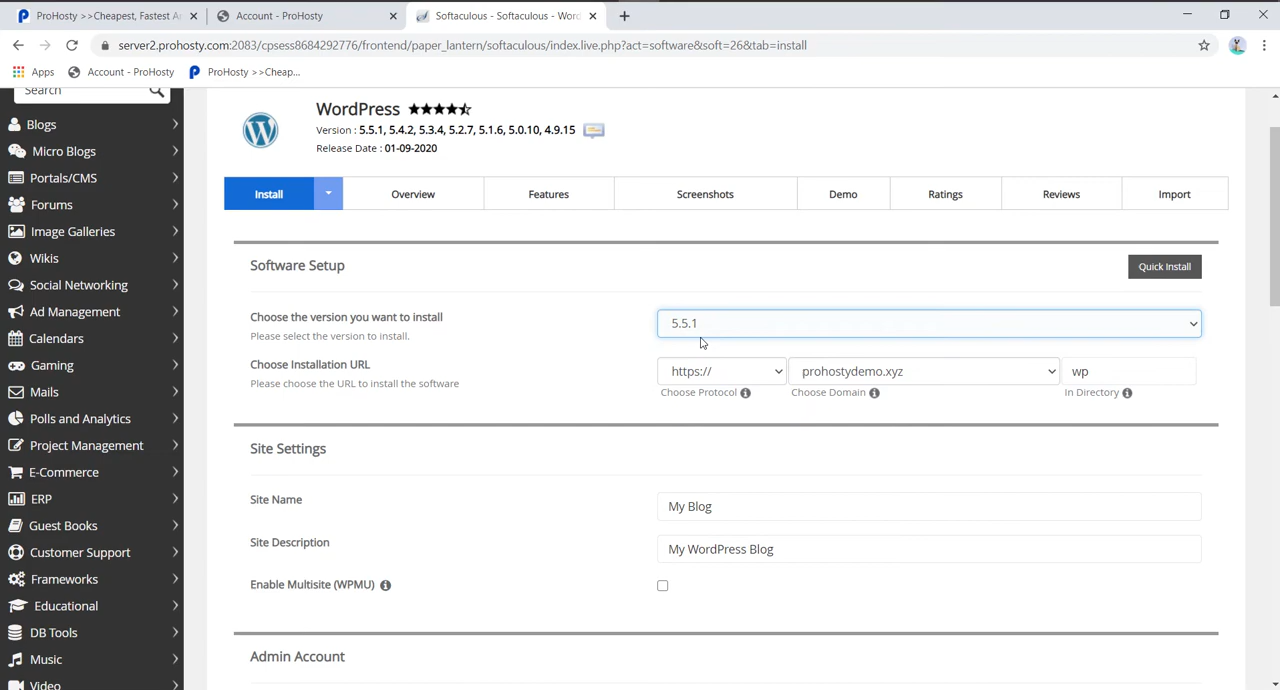 ProHosty >>Cheapest, Fastest A
Account - ProHosty
Softaculous - Softaculous - Wor
server2.prohosty.com:2083/cpsess8684292776/frontend/paper_lantern/softaculous/index.live.php?act=software&soft=26&tab=install
Apps
Account - ProHosty
ProHosty >>Cheap...
Search
Blogs
Micro Blogs
Portals/CMS
Forums
Image Galleries
Wikis
Social Networking
Ad Management
Calendars
Gaming
Mails
Polls and Analytics
Project Management
E-Commerce
ERP
Guest Books
Customer Support
Frameworks
Educational
DB Tools
Music
Video
WordPress
Version : 5.5.1, 5.4.2, 5.3.4, 5.2.7, 5.1.6, 5.0.10, 4.9.15
Release Date : 01-09-2020
Install
Overview
Features
Screenshots
Demo
Ratings
Reviews
Import
Software Setup
Quick Install
Choose the version you want to install
Please select the version to install.
5.5.1
Choose Installation URL
Please choose the URL to install the software
https://
prohostydemo.xyz
wp
Choose Protocol
Choose Domain
In Directory
Site Settings
Site Name
My Blog
Site Description
My WordPress Blog
Enable Multisite (WPMU)
Admin Account